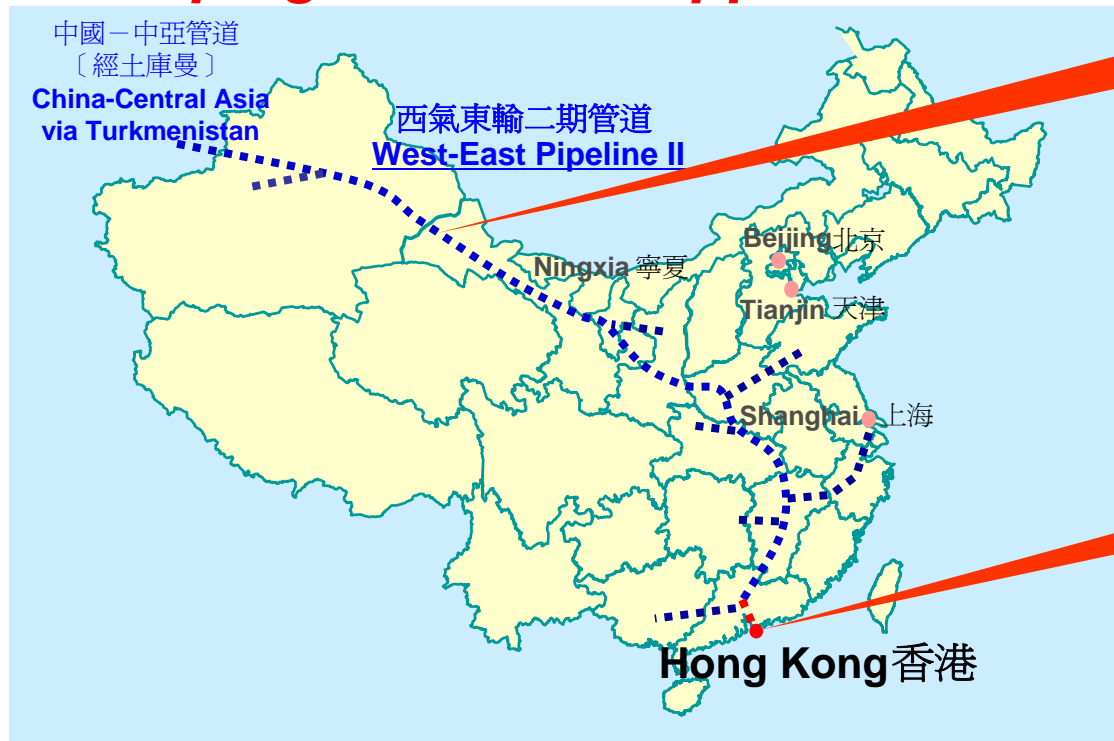 中國－中亞管道
﹝經土庫曼﹞
China-Central Asia
via Turkmenistan
西氣東輸二期管道
West-East Pipeline II
Beijing北京
Ningxia 寧夏
Tianjin 天津
Shanghai 上海
Hong Kong香港